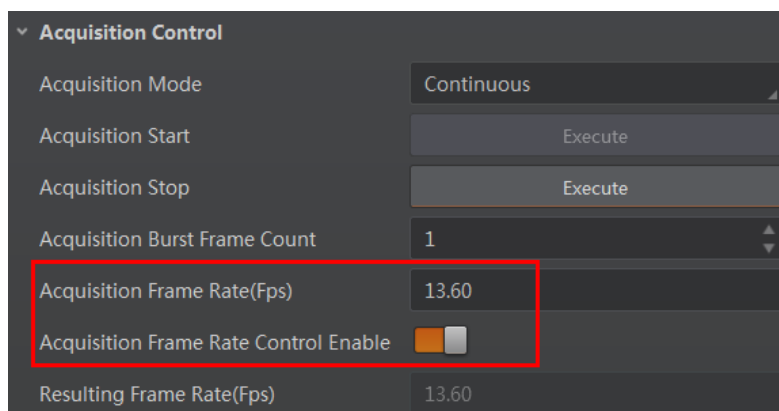 Acquisition Control
Acquisition Mode Continuous
Acquisition Start Execute
Acquisition Stop Execute
Acquisition Burst Frame Count 1
Acquisition Frame Rate(Fps) 13.60
Acquisition Frame Rate Control Enable
Resulting Frame Rate(Fps) 13.60